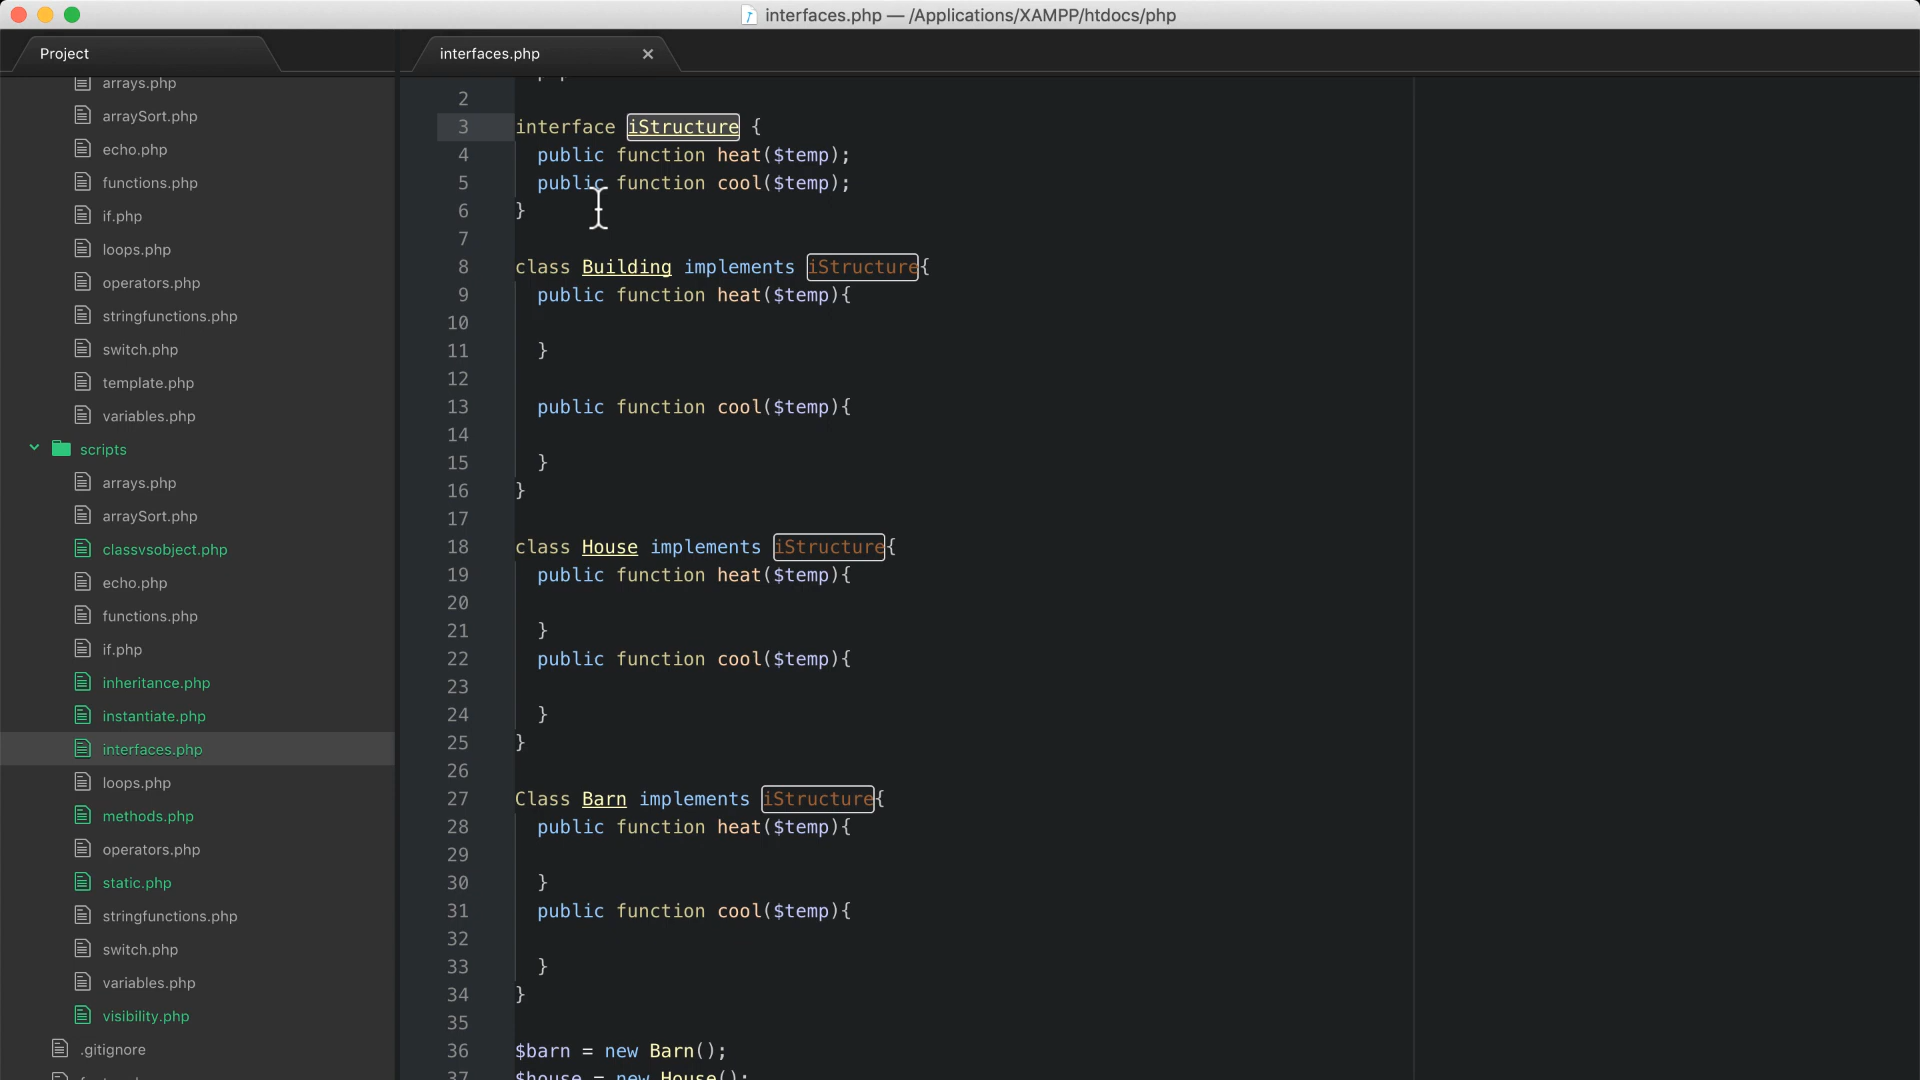 interfaces.php — /Applications/XAMPP/htdocs/php
Project
interfaces.php
arrays.php
arraySort.php
echo.php
functions.php
if.php
loops.php
operators.php
stringfunctions.php
switch.php
template.php
variables.php
scripts
arrays.php
arraySort.php
classvsobject.php
echo.php
functions.php
if.php
inheritance.php
instantiate.php
interfaces.php
loops.php
methods.php
operators.php
static.php
stringfunctions.php
switch.php
variables.php
visibility.php
.gitignore
2
3 interface iStructure {
4 public function heat($temp);
5 public function cool($temp);
6 }
7
8 class Building implements iStructure{
9 public function heat($temp){
10
11 }
12
13 public function cool($temp){
14
15 }
16 }
17
18 class House implements iStructure{
19 public function heat($temp){
20
21 }
22 public function cool($temp){
23
24 }
25 }
26
27 Class Barn implements iStructure{
28 public function heat($temp){
29
30 }
31 public function cool($temp){
32
33 }
34 }
35
36 $barn = new Barn();
37 $house = new House();